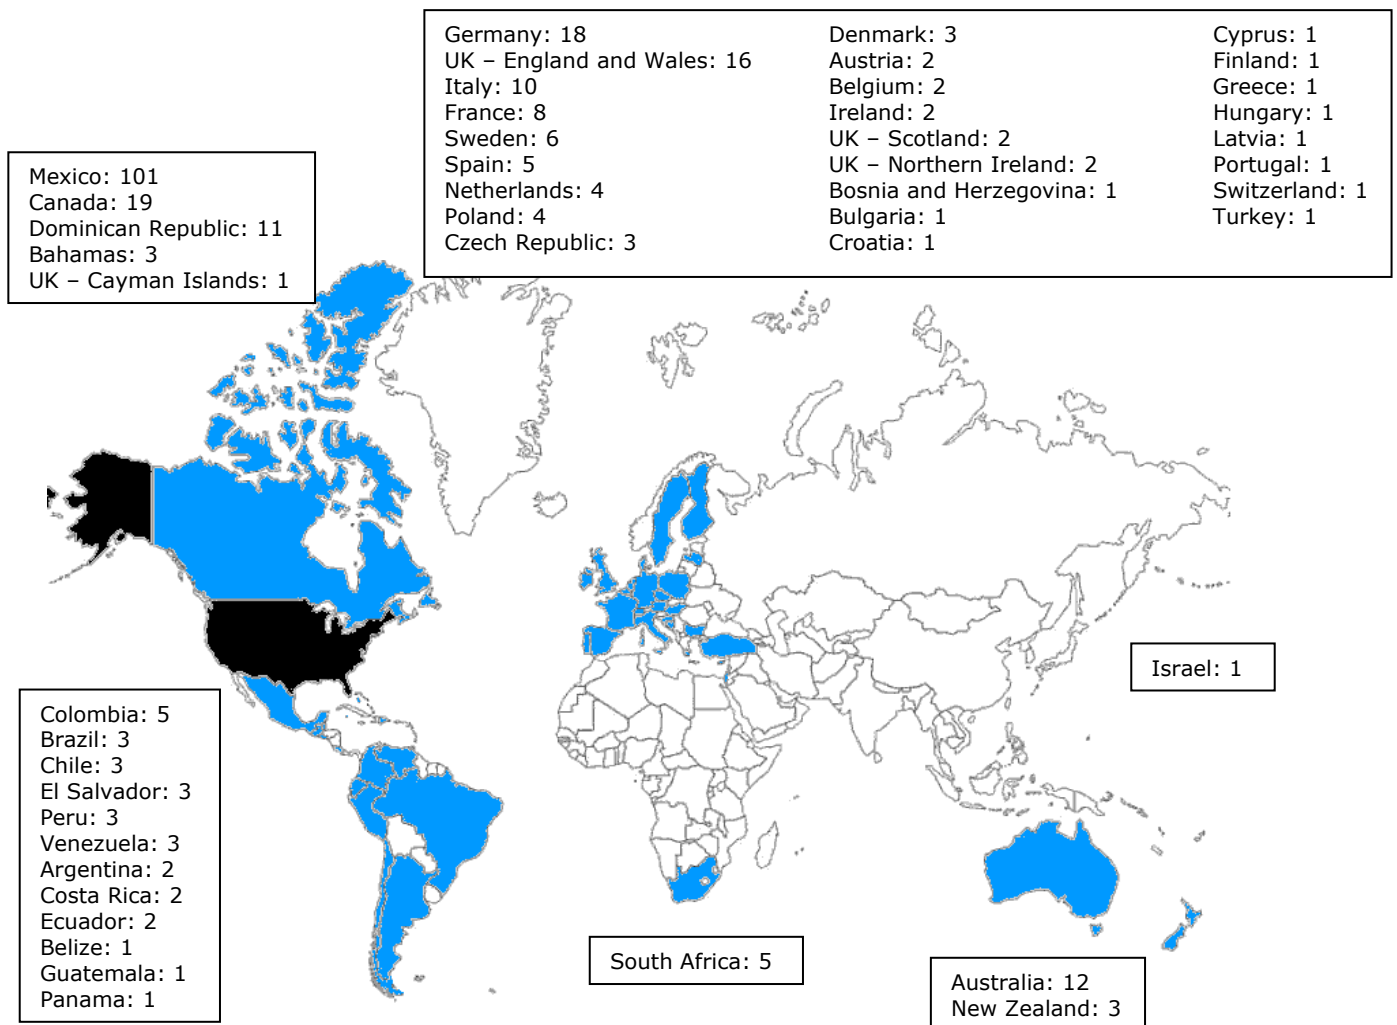 Germany: 18
UK – England and Wales: 16
Italy: 10
France: 8
Sweden: 6
Spain: 5
Netherlands: 4
Poland: 4
Czech Republic: 3
Denmark: 3
Austria: 2
Belgium: 2
Ireland: 2
UK – Scotland: 2
UK – Northern Ireland: 2
Bosnia and Herzegovina: 1
Bulgaria: 1
Croatia: 1
Cyprus: 1
Finland: 1
Greece: 1
Hungary: 1
Latvia: 1
Portugal: 1
Switzerland: 1
Turkey: 1
Mexico: 101
Canada: 19
Dominican Republic: 11
Bahamas: 3
UK – Cayman Islands: 1
Israel: 1
Colombia: 5
Brazil: 3
Chile: 3
El Salvador: 3
Peru: 3
Venezuela: 3
Argentina: 2
Costa Rica: 2
Ecuador: 2
Belize: 1
Guatemala: 1
Panama: 1
South Africa: 5
Australia: 12
New Zealand: 3